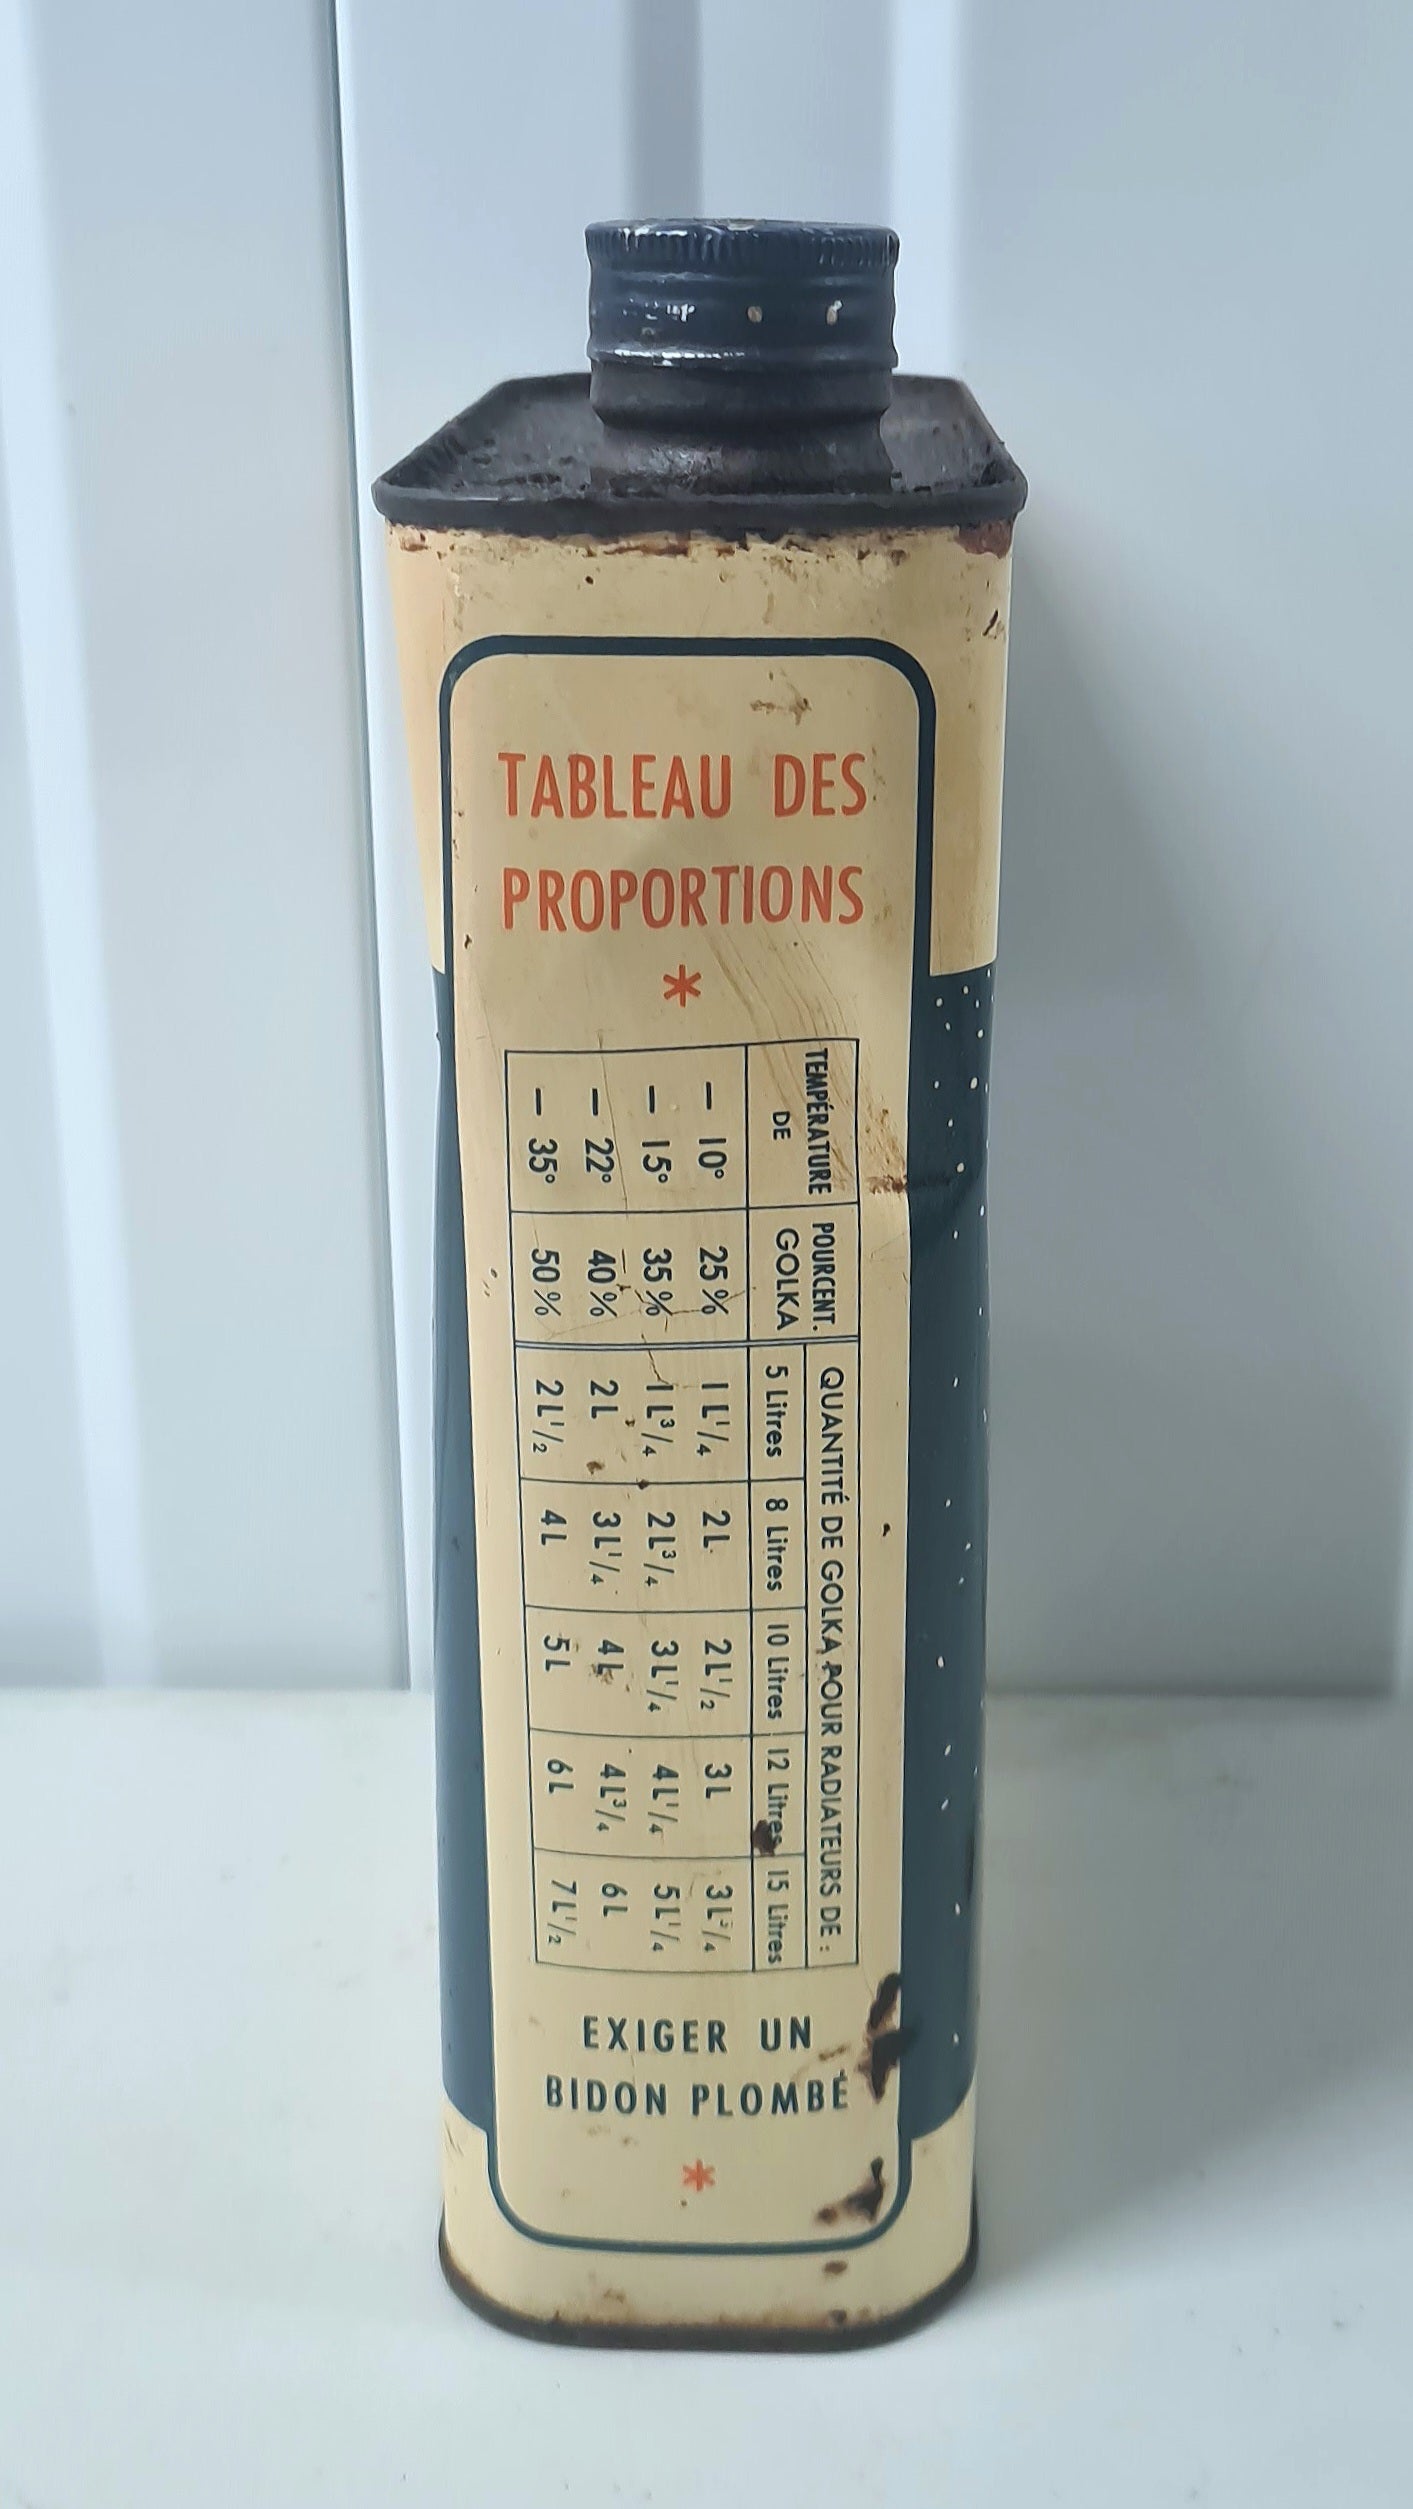 TABLEAU DES
PROPORTIONS
*
TEMPÉRATURE POURCENT. QUANTITÉ DE GOLKA POUR RADIATEURS DE :
DE GOLKA 5 Litres 8 Litres 10 Litres 12 Litres 15 Litres
— 10° 25% 1L1/4 2L 2L1/2 3L 3L3/4
— 15° 35% 1L3/4 2L3/4 3L1/4 4L1/4 5L1/4
— 22° 40% 2L 3L1/4 4L 4L3/4 6L
— 35° 50% 2L1/2 4L 5L 6L 7L1/2
EXIGER UN
BIDON PLOMBÉ
*